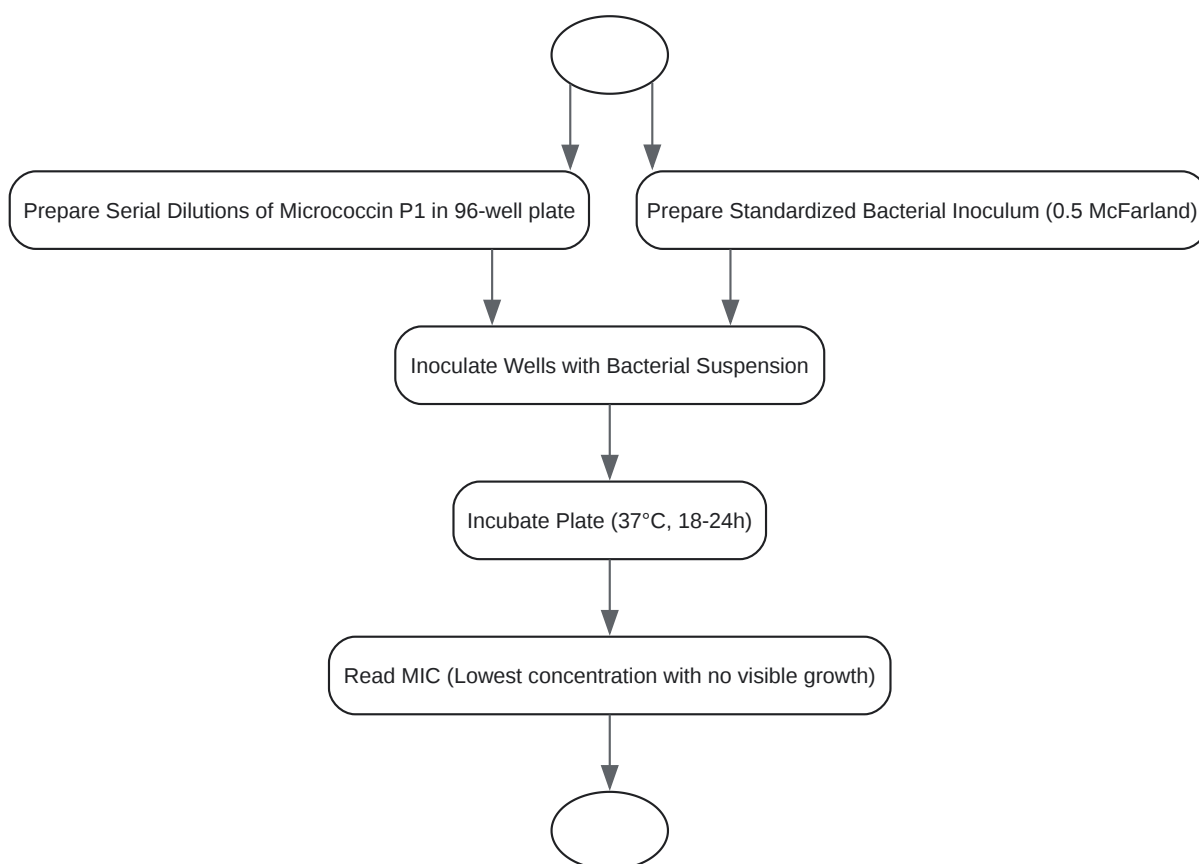 Prepare Serial Dilutions of Micrococcin P1 in 96-well plate
Prepare Standardized Bacterial Inoculum (0.5 McFarland)
Inoculate Wells with Bacterial Suspension
Incubate Plate (37°C, 18-24h)
Read MIC (Lowest concentration with no visible growth)